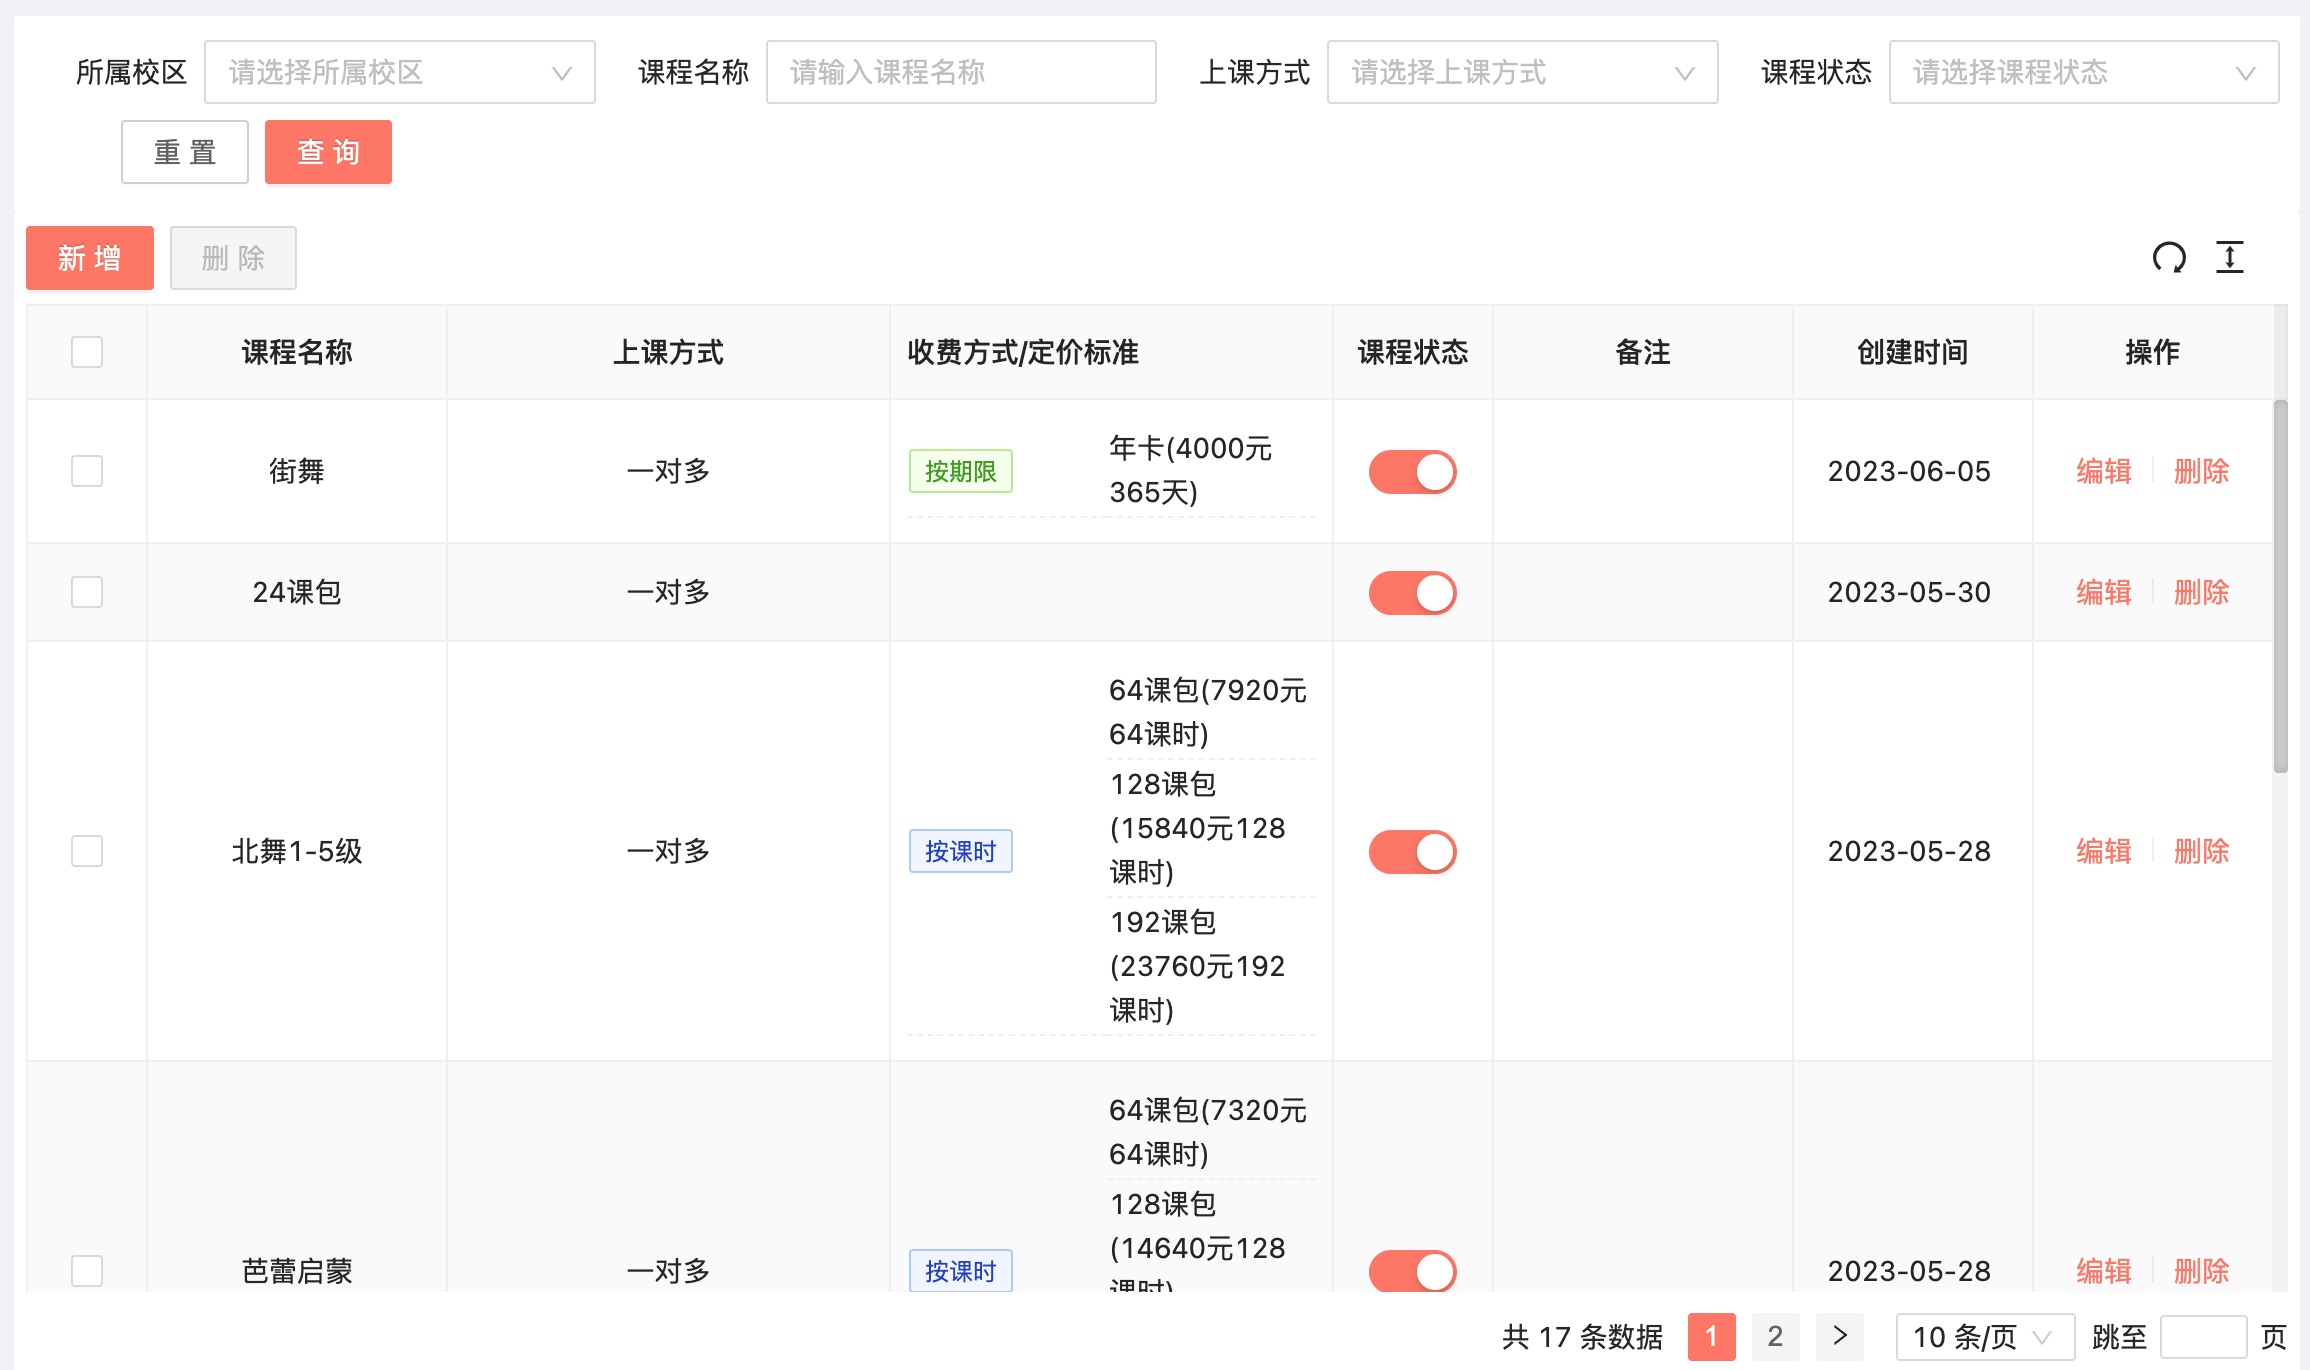 所属校区 请选择所属校区 课程名称 请输入课程名称 上课方式 请选择上课方式 课程状态 请选择课程状态
重置 查询
新增 删除
课程名称 上课方式 收费方式/定价标准 课程状态 备注 创建时间 操作
街舞 一对多 按期限 年卡(4000元
365天) 2023-06-05 编辑 删除
24课包 一对多 2023-05-30 编辑 删除
北舞1-5级 一对多 按课时 64课包(7920元
64课时)
128课包
(15840元128
课时)
192课包
(23760元192
课时) 2023-05-28 编辑 删除
芭蕾启蒙 一对多 按课时 64课包(7320元
64课时)
128课包
(14640元128
课时) 2023-05-28 编辑 删除
共 17 条数据 1 2 > 10 条/页 跳至 页